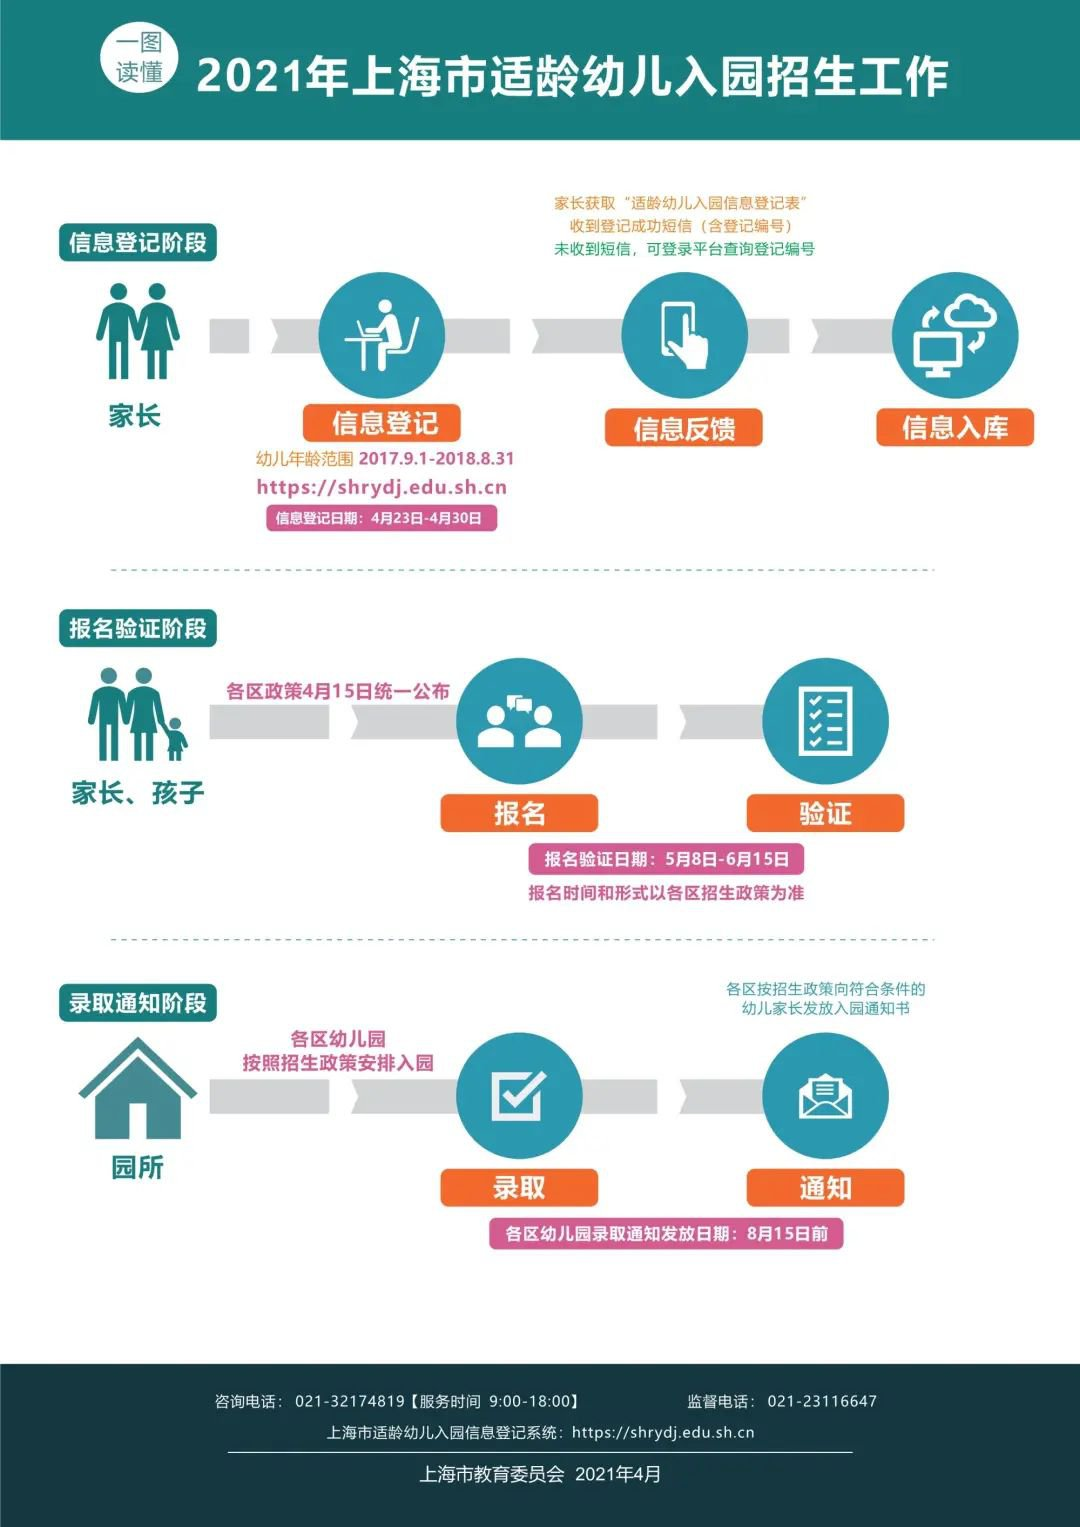 一图
读懂
2021年上海市适龄幼儿入园招生工作
家长获取“适龄幼儿入园信息登记表”
收到登记成功短信（含登记编号）
未收到短信，可登录平台查询登记编号
信息登记阶段
家长
信息登记
信息反馈
信息入库
幼儿年龄范围 2017.9.1-2018.8.31
https://shrydj.edu.sh.cn
信息登记日期：4月23日-4月30日
报名验证阶段
各区政策4月15日统一公布
家长、孩子
报名
验证
报名验证日期：5月8日-6月15日
报名时间和形式以各区招生政策为准
录取通知阶段
各区按招生政策向符合条件的
幼儿家长发放入园通知书
各区幼儿园
按照招生政策安排入园
园所
录取
通知
各区幼儿园录取通知发放日期：8月15日前
咨询电话： 021-32174819【服务时间 9:00-18:00】 监督电话： 021-23116647
上海市适龄幼儿入园信息登记系统：https://shrydj.edu.sh.cn
上海市教育委员会 2021年4月